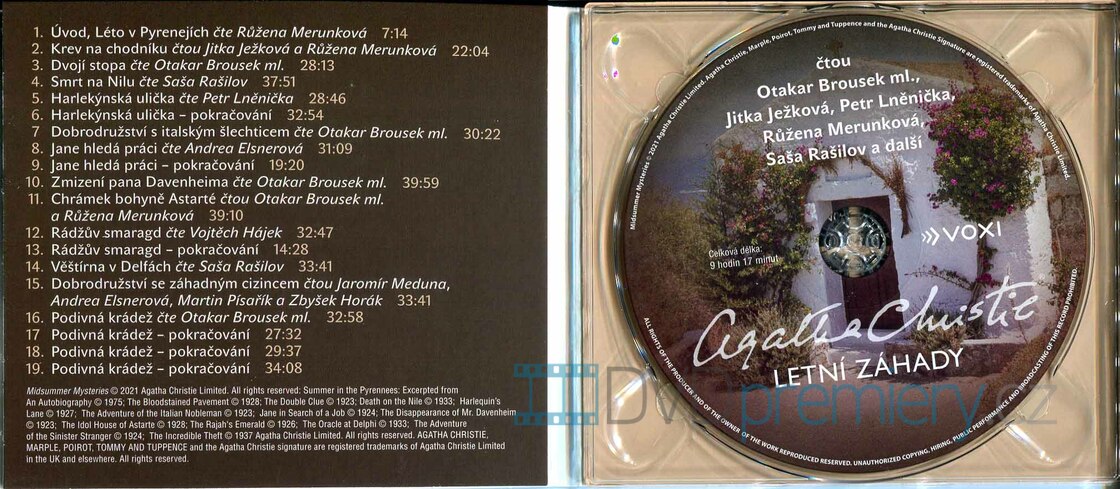 1. Úvod, Léto v Pyrenejích čte Růžena Merunková 7:14
2. Krev na chodníku čtou Jitka Ježková a Růžena Merunková 22:04
3. Dvojí stopa čte Otakar Brousek ml. 28:13
4. Smrt na Nilu čte Saša Rašilov 37:51
5. Harlekýnská ulička čte Petr Lněnička 28:46
6. Harlekýnská ulička – pokračování 32:54
7 Dobrodružství s italským šlechticem čte Otakar Brousek ml. 30:22
8. Jane hledá práci čte Andrea Elsnerová 31:09
9. Jane hledá práci – pokračování 19:20
10. Zmizení pana Davenheima čte Otakar Brousek ml. 39:59
11. Chrámek bohyně Astarté čtou Otakar Brousek ml.
a Růžena Merunková 39:10
12. Rádžův smaragd čte Vojtěch Hájek 32:47
13. Rádžův smaragd – pokračování 14:28
14. Věštírna v Delfách čte Saša Rašilov 33:41
15. Dobrodružství se záhadným cizincem čtou Jaromír Meduna,
Andrea Elsnerová, Martin Písařík a Zbyšek Horák 33:41
16. Podivná krádež čte Otakar Brousek ml. 32:58
17 Podivná krádež – pokračování 27:32
18. Podivná krádež – pokračování 29:37
19. Podivná krádež – pokračování 34:08
Midsummer Mysteries © 2021 Agatha Christie Limited. All rights reserved: Summer in the Pyrennees: Excerpted from
An Autobiography © 1975; The Bloodstained Pavement © 1928; The Double Clue © 1923; Death on the Nile © 1933; Harlequin's
Lane © 1927; The Adventure of the Italian Nobleman © 1923; Jane in Search of a Job © 1924; The Disappearance of Mr. Davenheim
© 1923; The Idol House of Astarte © 1928; The Rajah's Emerald © 1926; The Oracle at Delphi © 1933; The Adventure
of the Sinister Stranger © 1924; The Incredible Theft © 1937 Agatha Christie Limited. All rights reserved. AGATHA CHRISTIE,
MARPLE, POIROT, TOMMY AND TUPPENCE and the Agatha Christie Signature are registered trademarks of Agatha Christie Limited
in the UK and elsewhere. All rights reserved.
Midsummer Mysteries © 2021 Agatha Christie Limited. Agatha Christie, Marple, Poirot, Tommy and Tuppence and the Agatha Christie Signature are registered trademarks of Agatha Christie Limited.
čtou
Otakar Brousek ml.,
Jitka Ježková, Petr Lněnička,
Růžena Merunková,
Saša Rašilov a další
VOXI
Celková délka:
9 hodin 17 minut
Agatha Christie
LETNÍ ZÁHADY
ALL RIGHTS OF THE PRODUCER AND OF THE OWNER OF THE WORK REPRODUCED RESERVED. UNAUTHORIZED COPYING, HIRING, PUBLIC PERFORMANCE AND BROADCASTING OF THIS RECORD PROHIBITED.